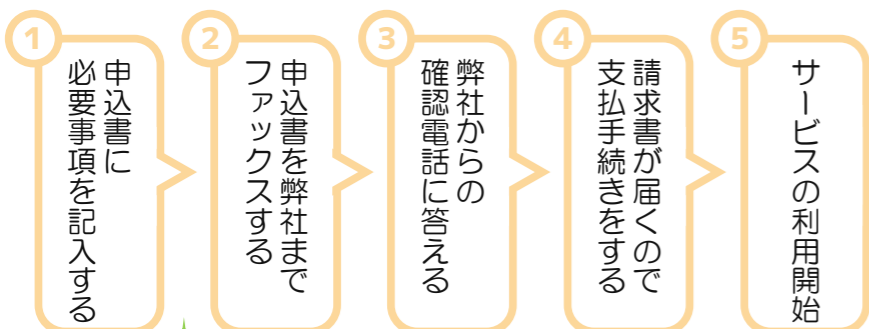 1
申込書に
必要事項を記入する
2
申込書を弊社まで
ファックスする
3
弊社からの
確認電話に答える
4
請求書が届くので
支払手続きをする
5
サービスの利用開始